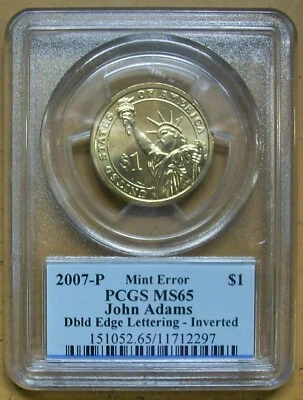 UNITED STATES OF AMERICA
$1
2007-P Mint Error $1
PCGS MS65
John Adams
Dbld Edge Lettering - Inverted
151052.65/11712297